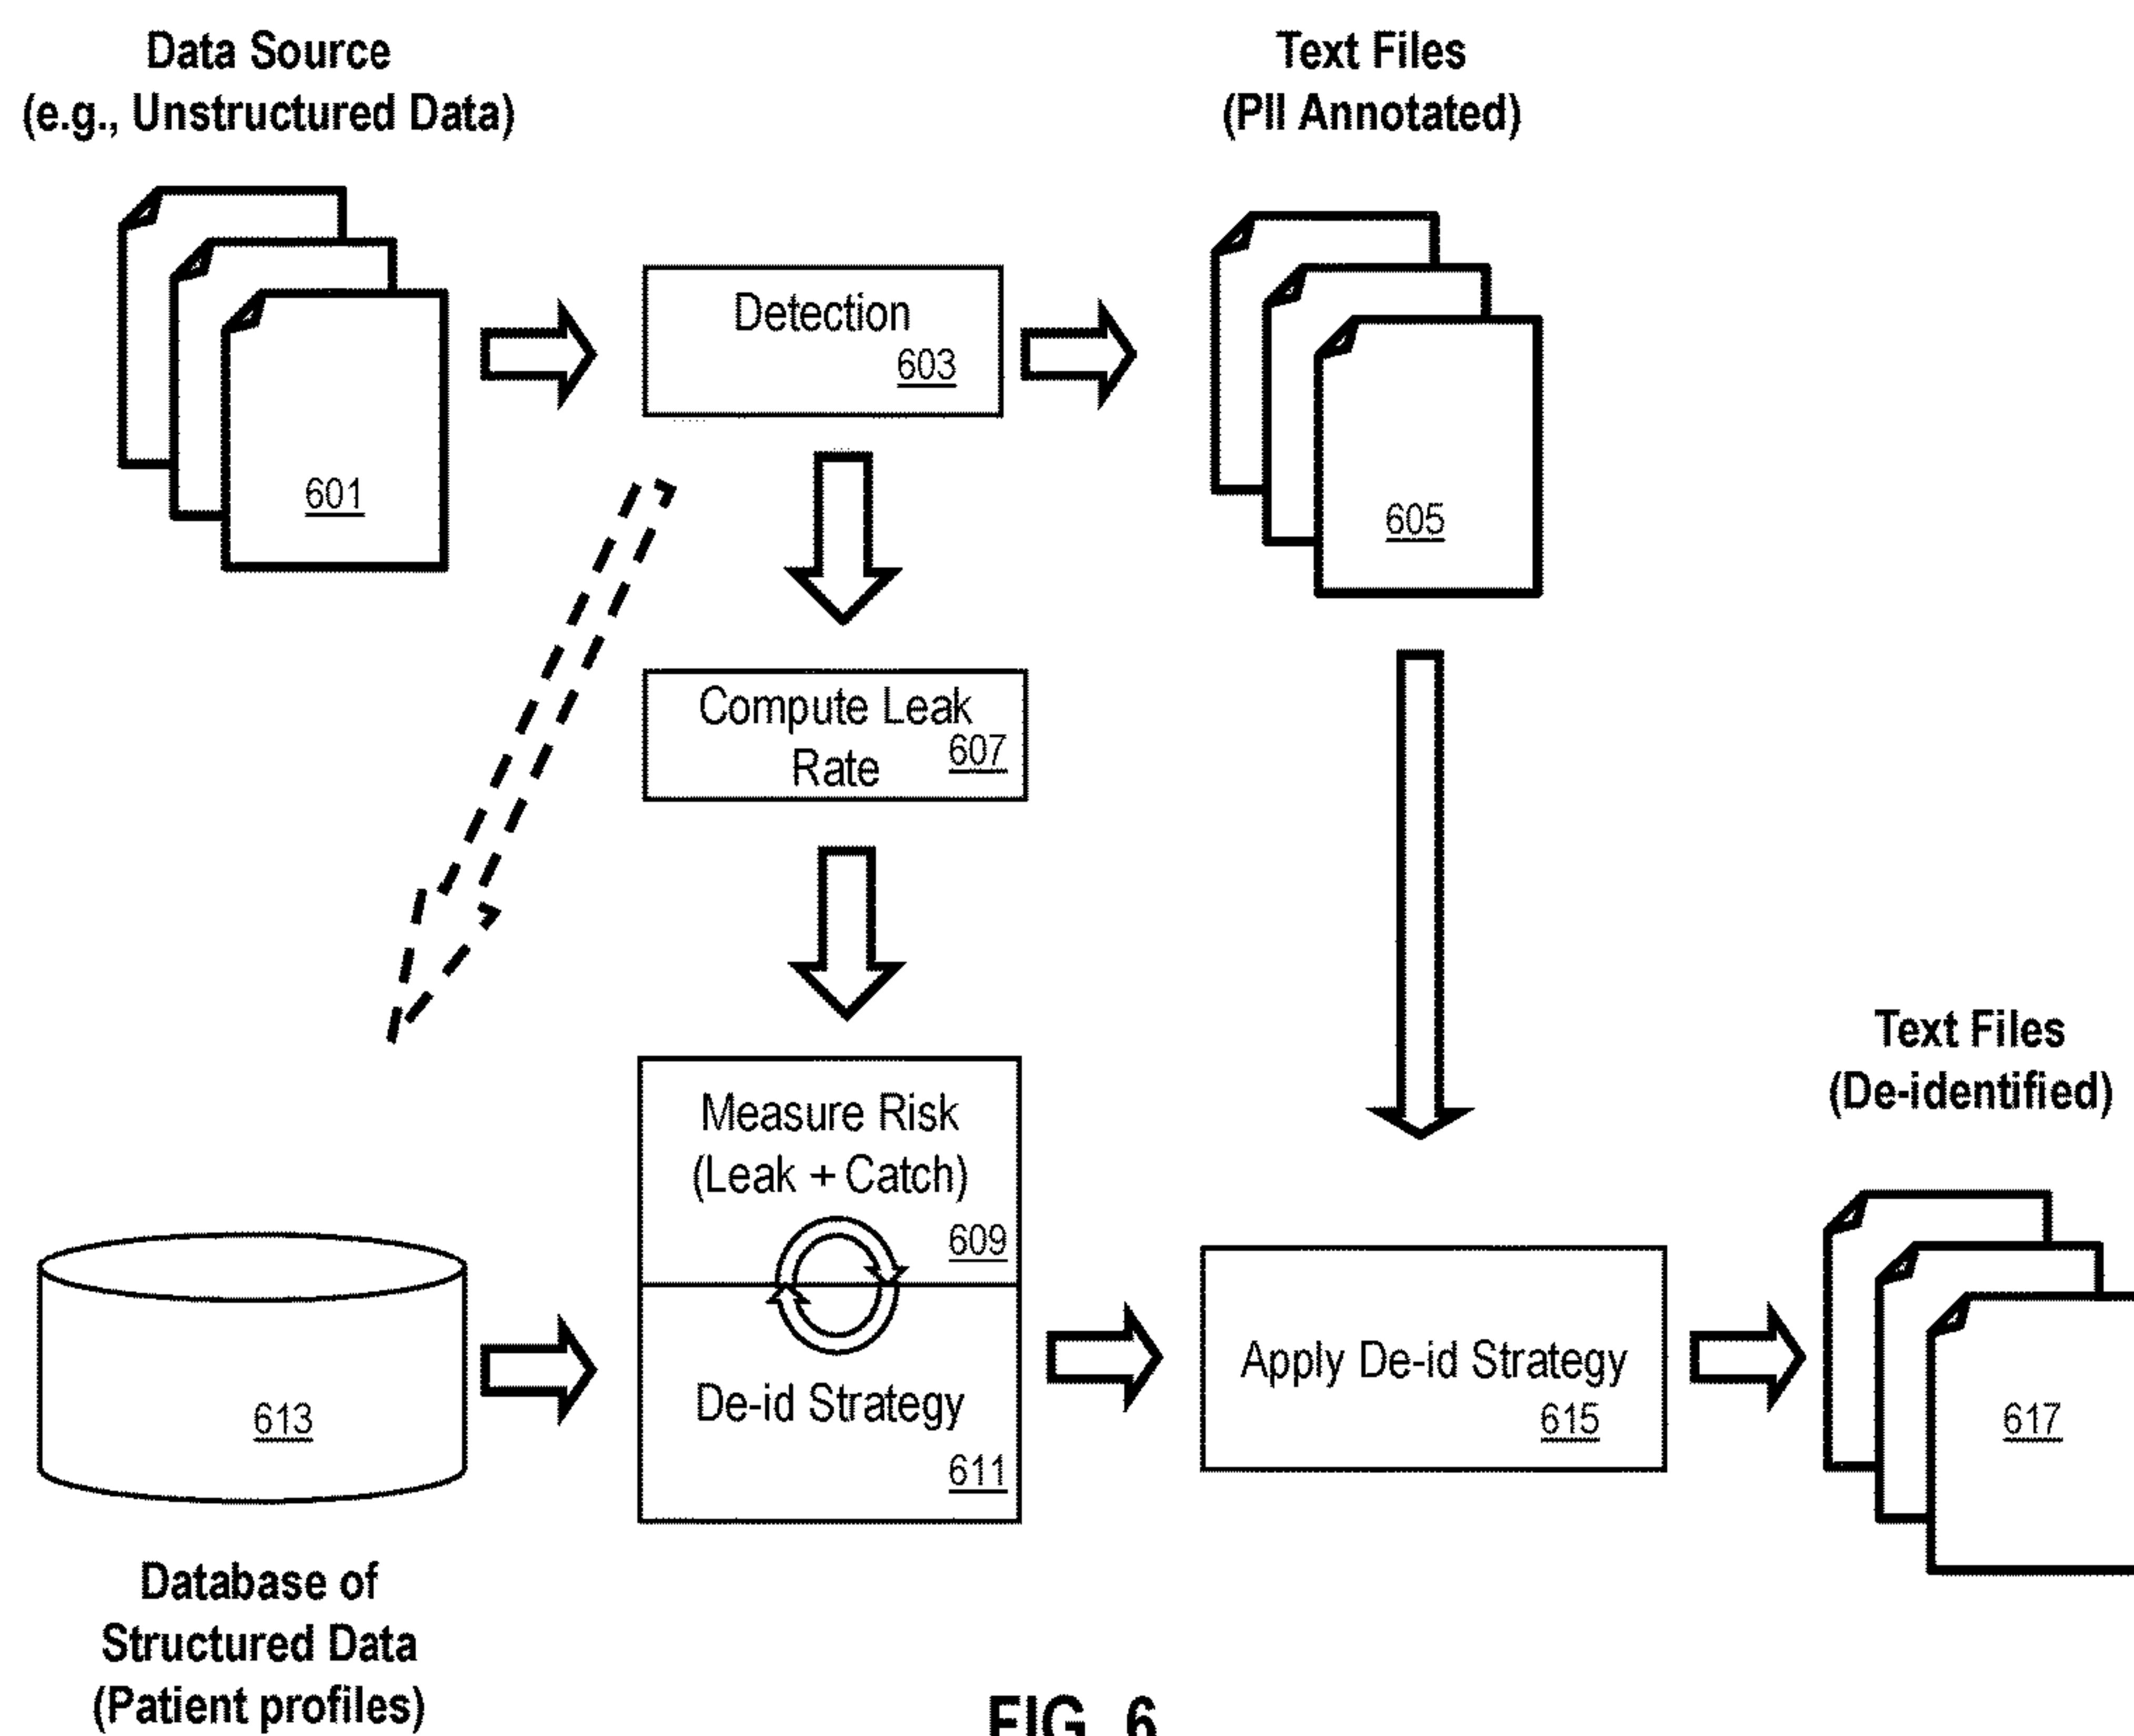 Data Source
(e.g., Unstructured Data)
Text Files
(PII Annotated)
Detection
603
601
605
Compute Leak
Rate
607
Measure Risk
(Leak + Catch)
609
De-id Strategy
611
613
Apply De-id Strategy
615
Text Files
(De-identified)
617
Database of
Structured Data
(Patient profiles)
FIG. 6